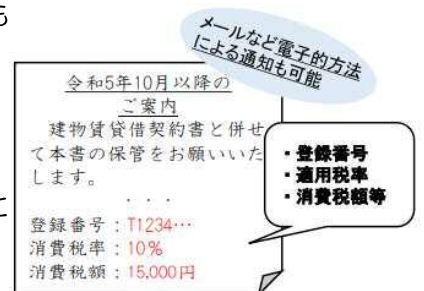 も
メールなど電子的方法
による通知も可能
令和5年10月以降の
ご案内
建物賃貸借契約書と併せ
て本書の保管をお願いいた
します。
・・・
登録番号：T1234…
消費税率：10%
消費税額：15,000円
・登録番号
・適用税率
・消費税額等
と